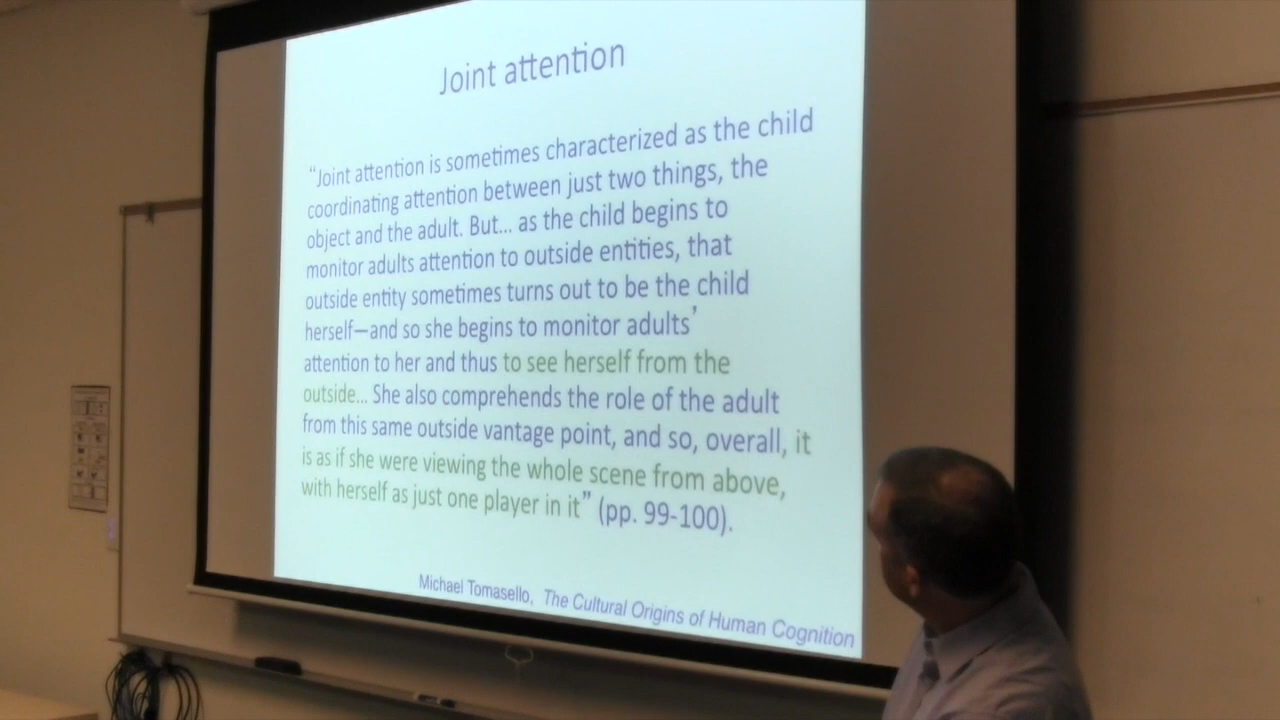 Joint attention
“Joint attention is sometimes characterized as the child
coordinating attention between just two things, the
object and the adult. But... as the child begins to
monitor adults attention to outside entities, that
outside entity sometimes turns out to be the child
herself—and so she begins to monitor adults’
attention to her and thus to see herself from the
outside... She also comprehends the role of the adult
from this same outside vantage point, and so, overall, it
is as if she were viewing the whole scene from above,
with herself as just one player in it” (pp. 99-100).
Michael Tomasello, The Cultural Origins of Human Cognition